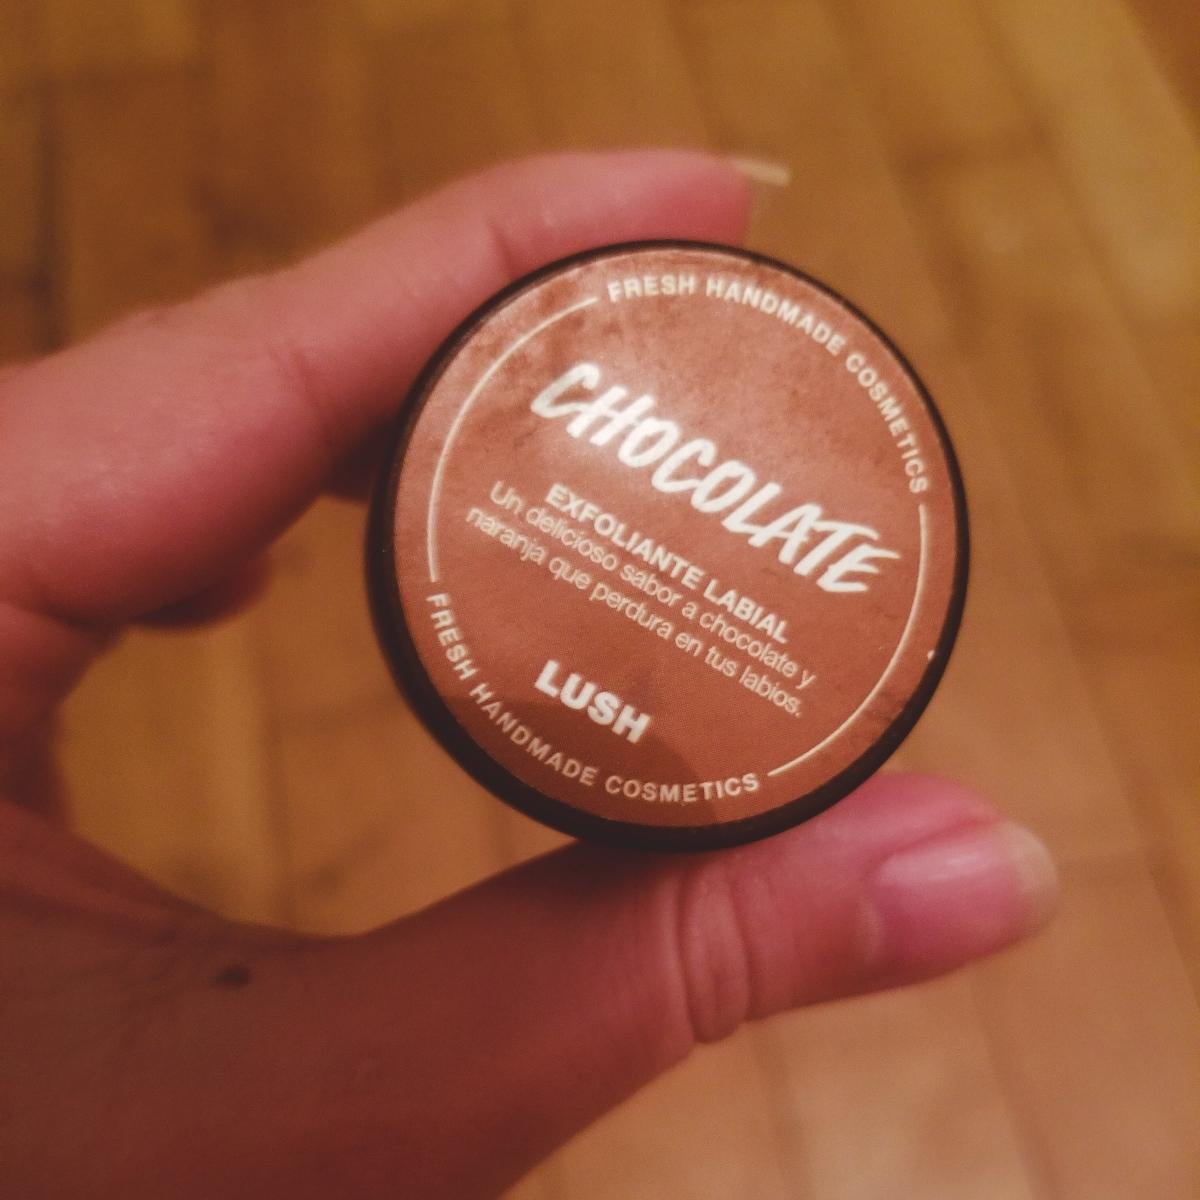 FRESH HANDMADE COSMETICS
CHOCOLATE
EXFOLIANTE LABIAL
Un delicioso sabor a chocolate y
naranja que perdura en tus labios.
LUSH
FRESH HANDMADE COSMETICS